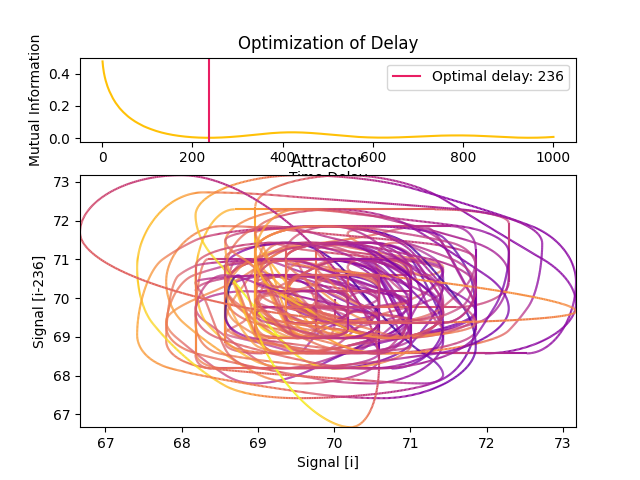 Optimization of Delay
Mutual Information
0.4
0.2
0.0
Optimal delay: 236
0 200 400 600 800 1000
Time Delay
Attractor
Signal [i-236]
73
72
71
70
69
68
67
67 68 69 70 71 72 73
Signal [i]